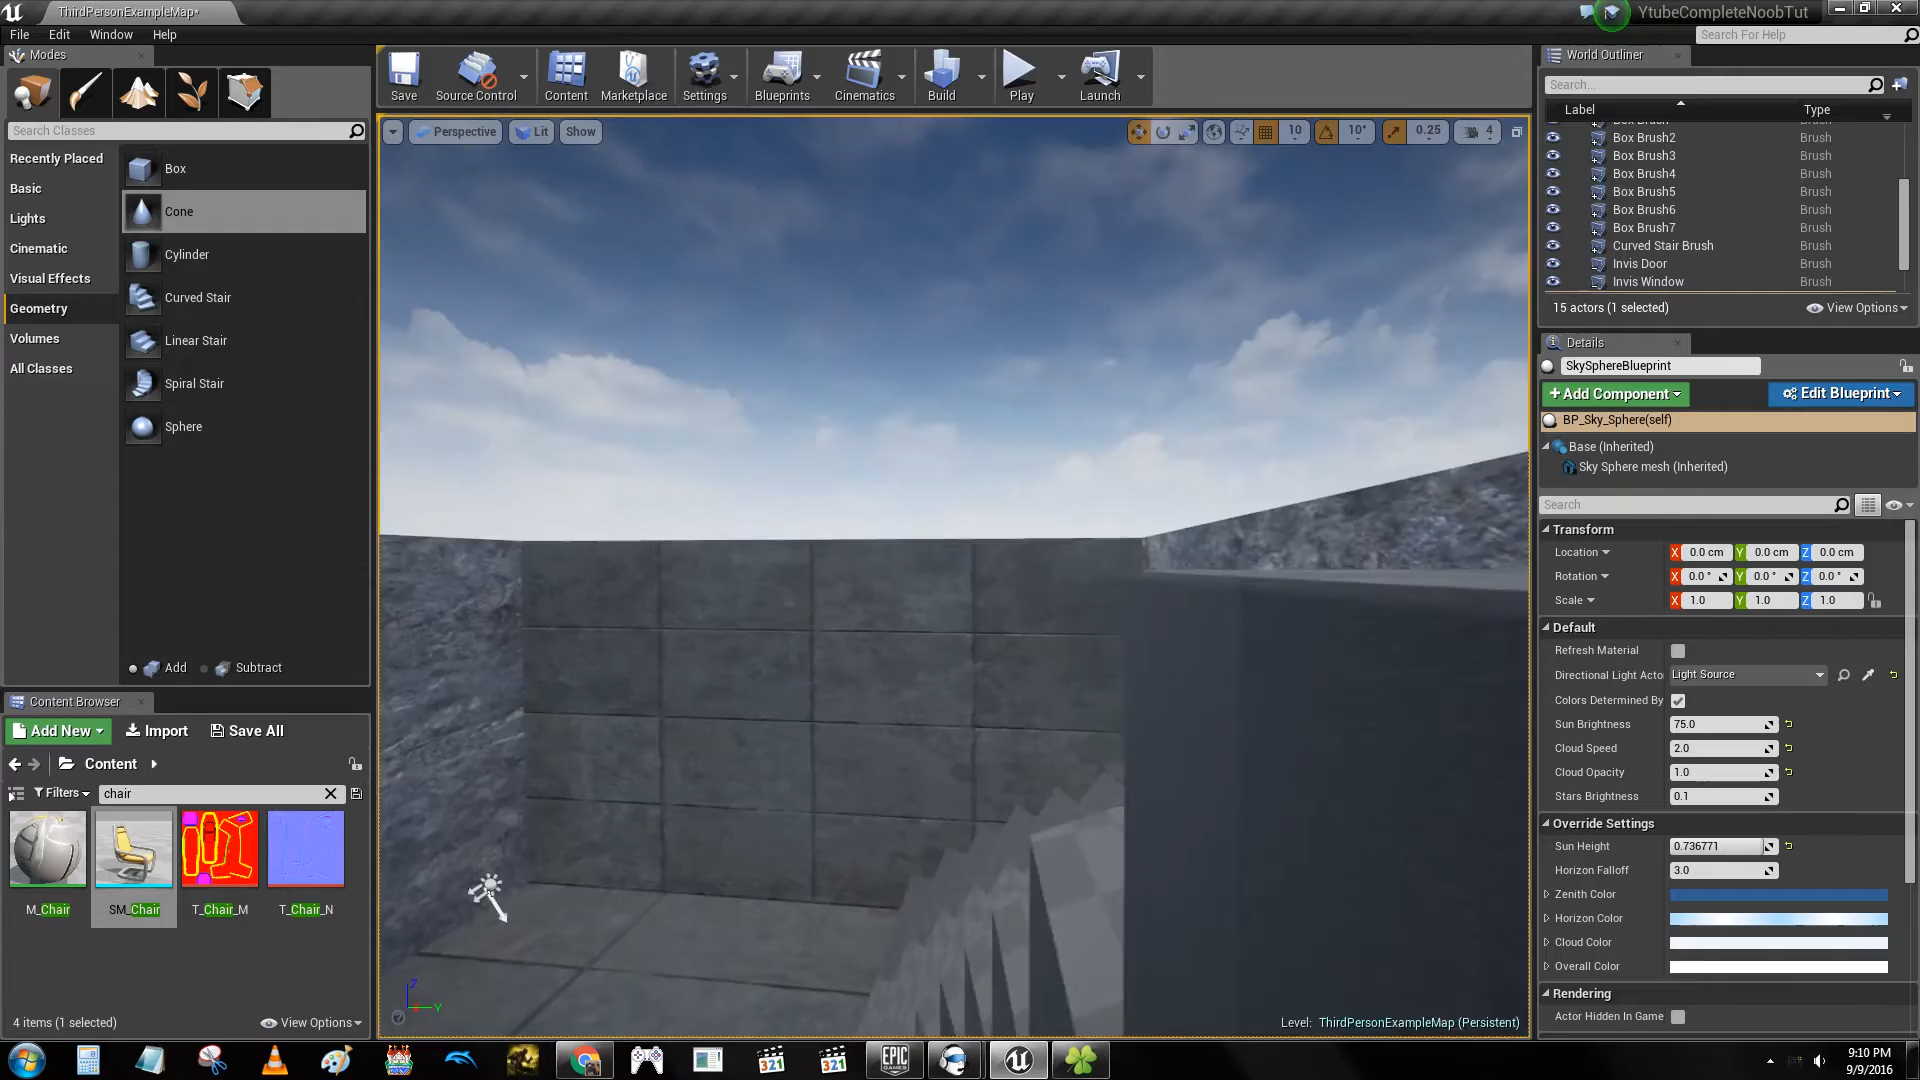 ThirdPersonExampleMap*
YtubeCompleteNoobTut
File Edit Window Help
Search For Help
Modes
Save
Source Control
Content
Marketplace
Settings
Blueprints
Cinematics
Build
Play
Launch
Search Classes
Recently Placed
Basic
Lights
Cinematic
Visual Effects
Geometry
Volumes
All Classes
Box
Cone
Cylinder
Curved Stair
Linear Stair
Spiral Stair
Sphere
Add Subtract
Perspective Lit Show
10 10° 0.25 4
Z
Y
Level: ThirdPersonExampleMap (Persistent)
Content Browser
Add New Import Save All
Content
Filters chair
M_Chair
SM_Chair
T_Chair_M
T_Chair_N
4 items (1 selected) View Options
World Outliner
Search...
Label Type
Box Brush Brush
Box Brush2 Brush
Box Brush3 Brush
Box Brush4 Brush
Box Brush5 Brush
Box Brush6 Brush
Box Brush7 Brush
Curved Stair Brush Brush
Invis Door Brush
Invis Window Brush
15 actors (1 selected) View Options
Details
SkySphereBlueprint
+Add Component Edit Blueprint
BP_Sky_Sphere(self)
Base (Inherited)
Sky Sphere mesh (Inherited)
Search
Transform
Location X 0.0 cm Y 0.0 cm Z 0.0 cm
Rotation X 0.0 ° Y 0.0 ° Z 0.0 °
Scale X 1.0 Y 1.0 Z 1.0
Default
Refresh Material
Directional Light Acto Light Source
Colors Determined By
Sun Brightness 75.0
Cloud Speed 2.0
Cloud Opacity 1.0
Stars Brightness 0.1
Override Settings
Sun Height 0.736771
Horizon Falloff 3.0
Zenith Color
Horizon Color
Cloud Color
Overall Color
Rendering
Actor Hidden In Game
321
321
EPIC GAMES
9:10 PM
9/9/2016